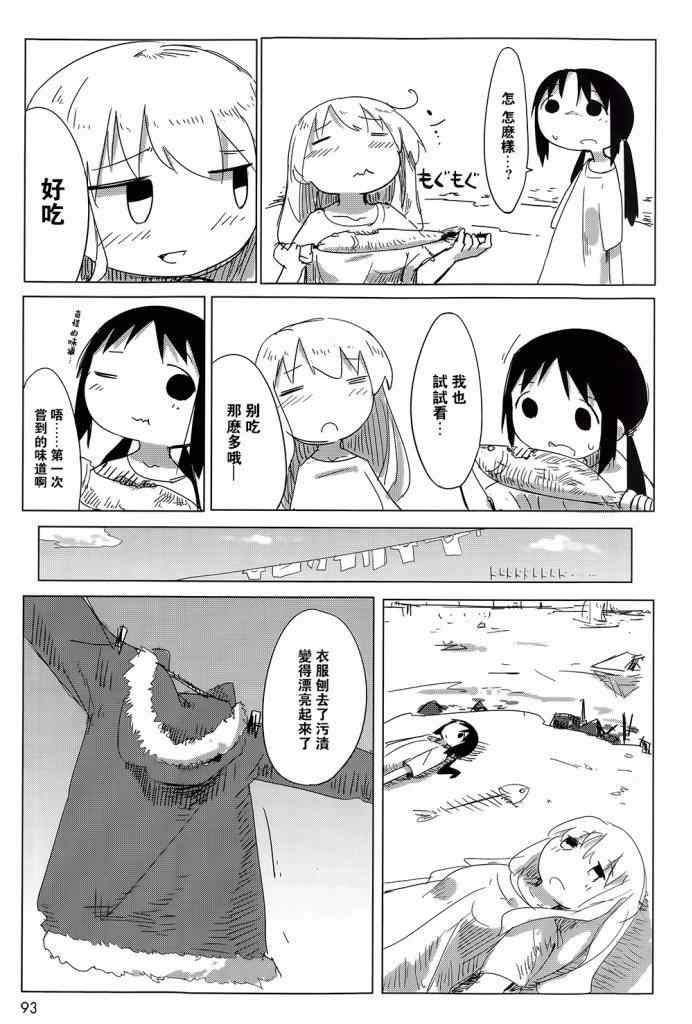 怎 怎麽樣…?
もぐもぐ
好吃
我也
試試看…
别吃
那麽多哦—
唔……第一次
嘗到的味道啊
衣服刨去了污漬
變得漂亮起來了
93